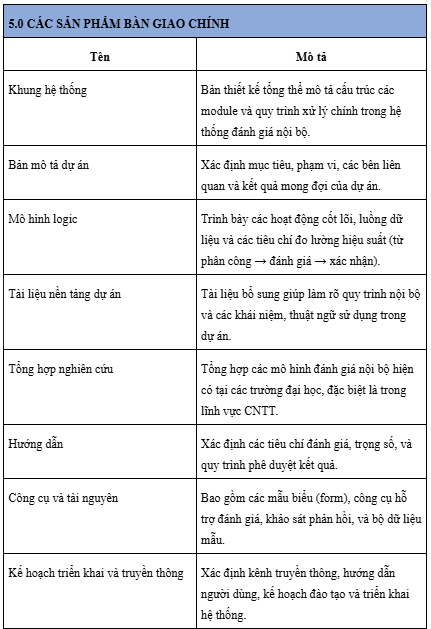 5.0 CÁC SẢN PHẨM BÀN GIAO CHÍNH
Tên
Mô tả
Khung hệ thống
Bản thiết kế tổng thể mô tả cấu trúc các
module và quy trình xử lý chính trong hệ
thống đánh giá nội bộ.
Bản mô tả dự án
Xác định mục tiêu, phạm vi, các bên liên
quan và kết quả mong đợi của dự án.
Mô hình logic
Trình bày các hoạt động cốt lõi, luồng dữ
liệu và các tiêu chí đo lường hiệu suất (từ
phân công → đánh giá → xác nhận).
Tài liệu nền tảng dự án
Tài liệu bổ sung giúp làm rõ quy trình nội bộ
và các khái niệm, thuật ngữ sử dụng trong
dự án.
Tổng hợp nghiên cứu
Tổng hợp các mô hình đánh giá nội bộ hiện
có tại các trường đại học, đặc biệt là trong
lĩnh vực CNTT.
Hướng dẫn
Xác định các tiêu chí đánh giá, trọng số, và
quy trình phê duyệt kết quả.
Công cụ và tài nguyên
Bao gồm các mẫu biểu (form), công cụ hỗ
trợ đánh giá, khảo sát phản hồi, và bộ dữ liệu
mẫu.
Kế hoạch triển khai và truyền thông
Xác định kênh truyền thông, hướng dẫn
người dùng, kế hoạch đào tạo và triển khai
hệ thống.